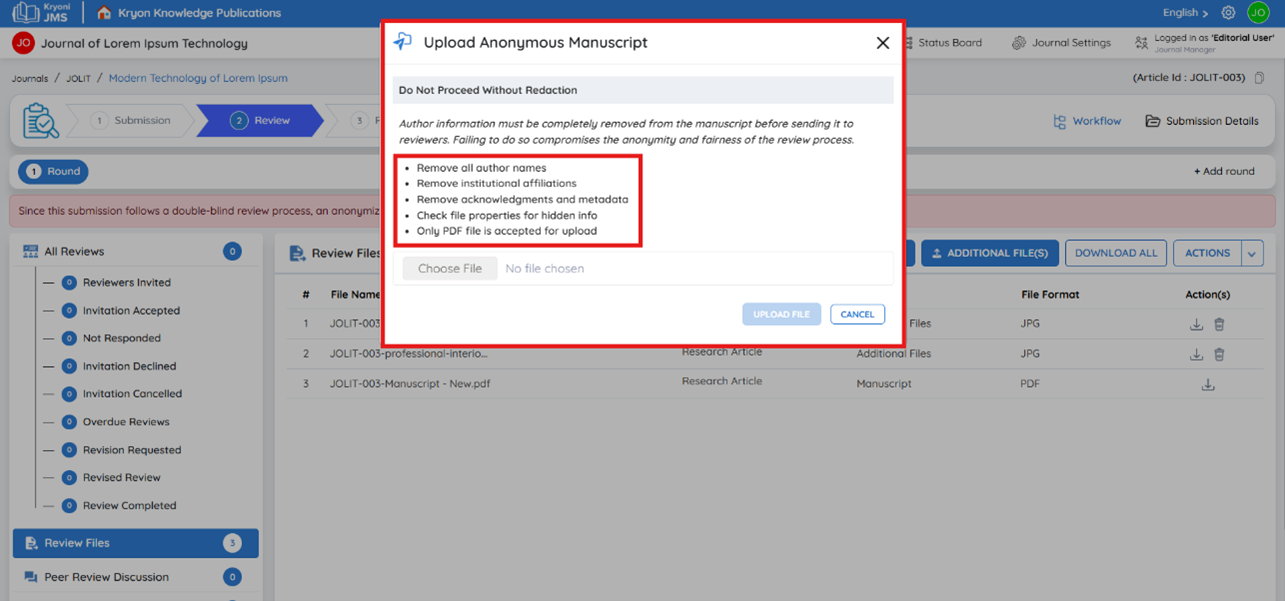 Kryoni
JMS
Kryon Knowledge Publications
English
JO
JO
Journal of Lorem Ipsum Technology
Status Board
Journal Settings
Logged in as 'Editorial User'
Journal Manager
Journals / JOLIT / Modern Technology of Lorem Ipsum
(Article Id : JOLIT-003)
1 Submission
2 Review
3
Workflow
Submission Details
1 Round
+ Add round
Since this submission follows a double-blind review process, an
Upload Anonymous Manuscript
Do Not Proceed Without Redaction
Author information must be completely removed from the manuscript before sending it to
reviewers. Failing to do so compromises the anonymity and fairness of the review process.
• Remove all author names
• Remove institutional affiliations
• Remove acknowledgments and metadata
• Check file properties for hidden info
• Only PDF file is accepted for upload
Choose File No file chosen
UPLOAD FILE
CANCEL
All Reviews 0
0 Reviewers Invited
0 Invitation Accepted
0 Not Responded
0 Invitation Declined
0 Invitation Cancelled
0 Overdue Reviews
0 Revision Requested
0 Revised Review
0 Review Completed
Review Files 3
Peer Review Discussion 0
Review Files
ADDITIONAL FILE(S)
DOWNLOAD ALL
ACTIONS
# File Name File Format Action(s)
1 JOLIT-003 Files JPG
2 JOLIT-003-professional-interio... Research Article Additional Files JPG
3 JOLIT-003-Manuscript - New.pdf Research Article Manuscript PDF